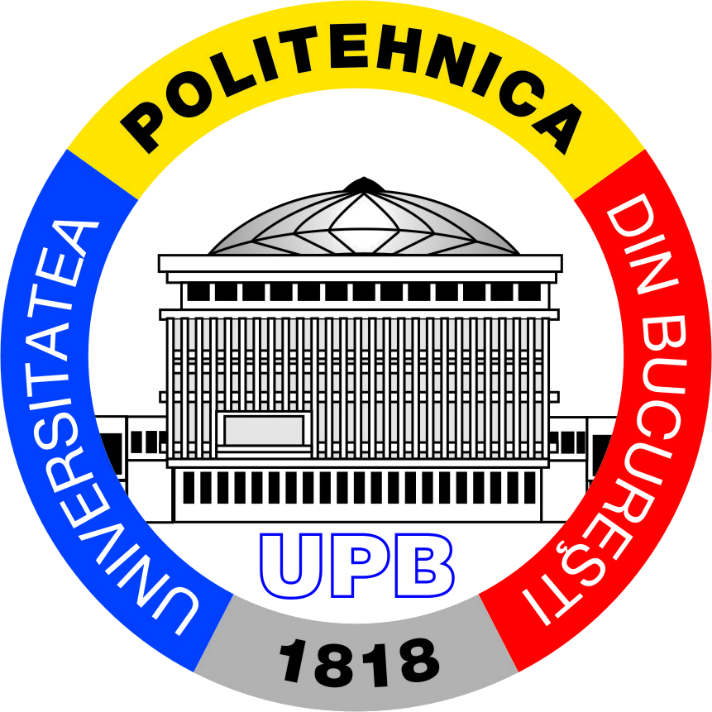 UNIVERSITATEA
POLITEHNICA
DIN BUCUREŞTI
UPB
1818